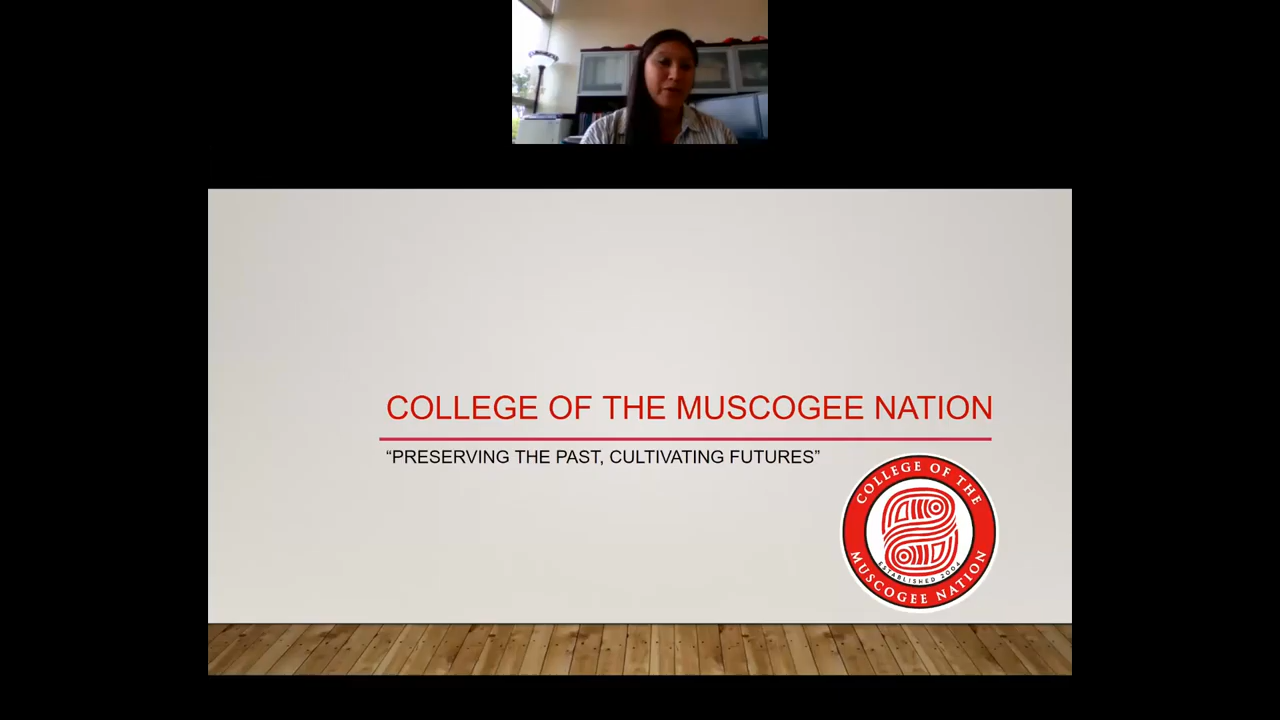 COLLEGE OF THE MUSCOGEE NATION
“PRESERVING THE PAST, CULTIVATING FUTURES”
COLLEGE OF THE
ESTABLISHED 2004
MUSCOGEE NATION